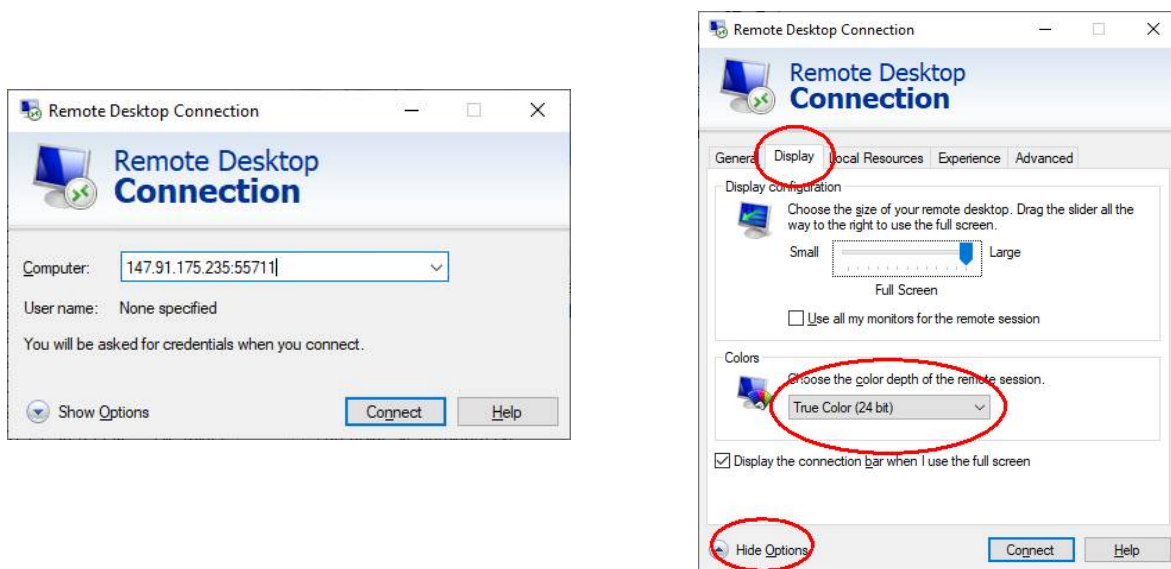 Remote Desktop Connection
Remote Desktop
Connection
Computer:
147.91.175.235:55711
User name: None specified
You will be asked for credentials when you connect.
Show Options
Connect
Help
Remote Desktop Connection
Remote Desktop
Connection
General Display Local Resources Experience Advanced
Display configuration
Choose the size of your remote desktop. Drag the slider all the
way to the right to use the full screen.
Small Large
Full Screen
Use all my monitors for the remote session
Colors
Choose the color depth of the remote session.
True Color (24 bit)
Display the connection bar when I use the full screen
Hide Options
Connect
Help